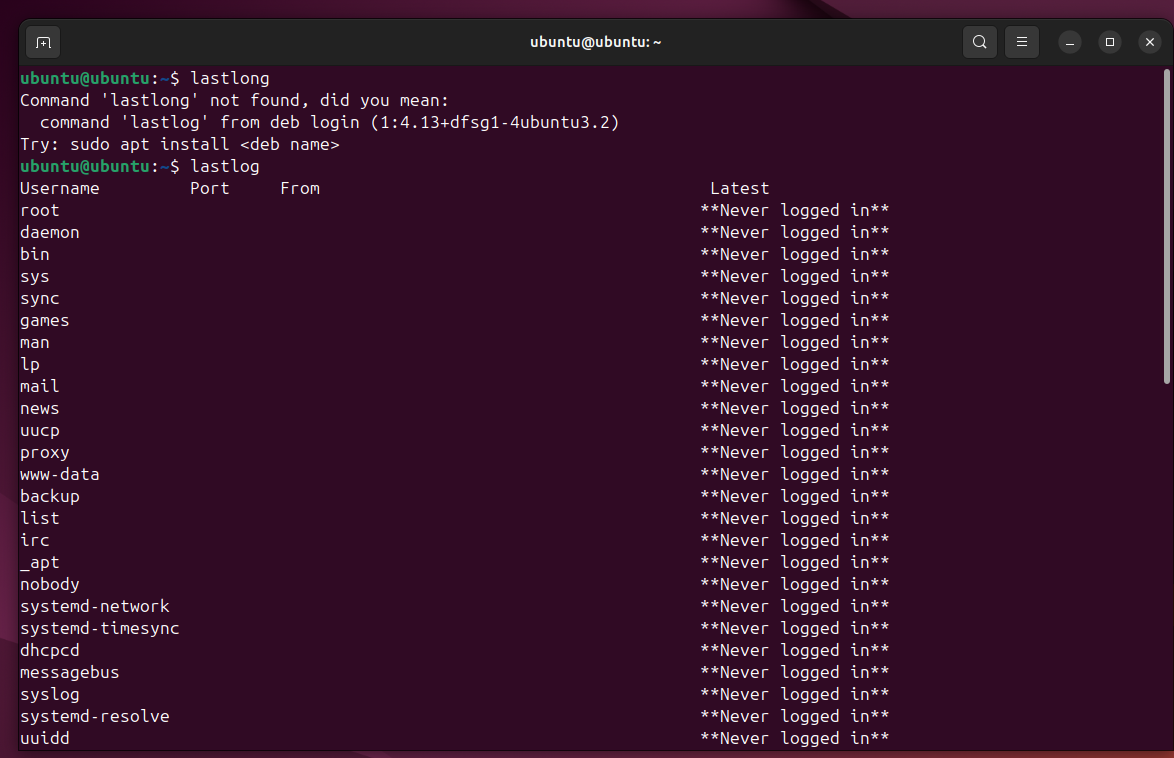 ubuntu@ubuntu: ~
ubuntu@ubuntu:~$ lastlong
Command 'lastlong' not found, did you mean:
  command 'lastlog' from deb login (1:4.13+dfsg1-4ubuntu3.2)
Try: sudo apt install <deb name>
ubuntu@ubuntu:~$ lastlog
Username         Port     From                                       Latest
root                                                                **Never logged in**
daemon                                                              **Never logged in**
bin                                                                 **Never logged in**
sys                                                                 **Never logged in**
sync                                                                **Never logged in**
games                                                               **Never logged in**
man                                                                 **Never logged in**
lp                                                                  **Never logged in**
mail                                                                **Never logged in**
news                                                                **Never logged in**
uucp                                                                **Never logged in**
proxy                                                               **Never logged in**
www-data                                                            **Never logged in**
backup                                                              **Never logged in**
list                                                                **Never logged in**
irc                                                                 **Never logged in**
_apt                                                                **Never logged in**
nobody                                                              **Never logged in**
systemd-network                                                     **Never logged in**
systemd-timesync                                                    **Never logged in**
dhcpcd                                                              **Never logged in**
messagebus                                                          **Never logged in**
syslog                                                              **Never logged in**
systemd-resolve                                                     **Never logged in**
uuidd                                                               **Never logged in**